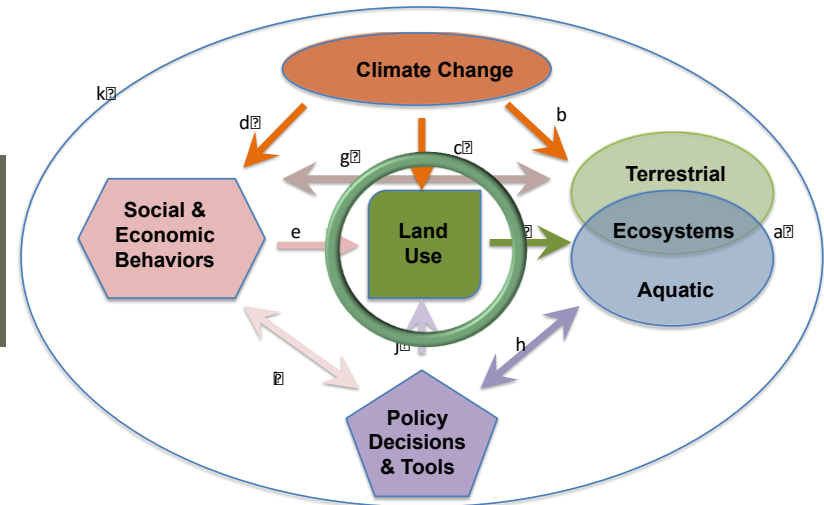 Climate Change
k
d
b
g
c
Terrestrial
Social &
Economic
Behaviors
e
Land
Use
Ecosystems
a
Aquatic
j
h
Policy
Decisions
& Tools